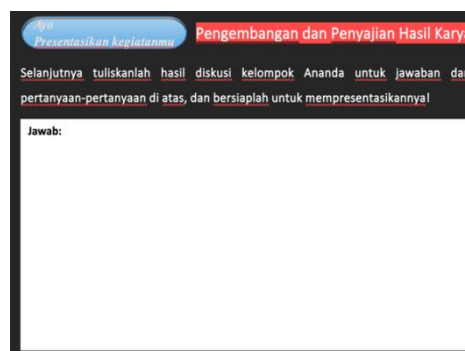 Ayo
Presentasikan kegiatanmu
Pengembangan dan Penyajian Hasil Karya
Selanjutnya tuliskanlah hasil diskusi kelompok Ananda untuk jawaban
pertanyaan-pertanyaan di atas, dan bersiaplah untuk mempresentasikannya!
Jawab: